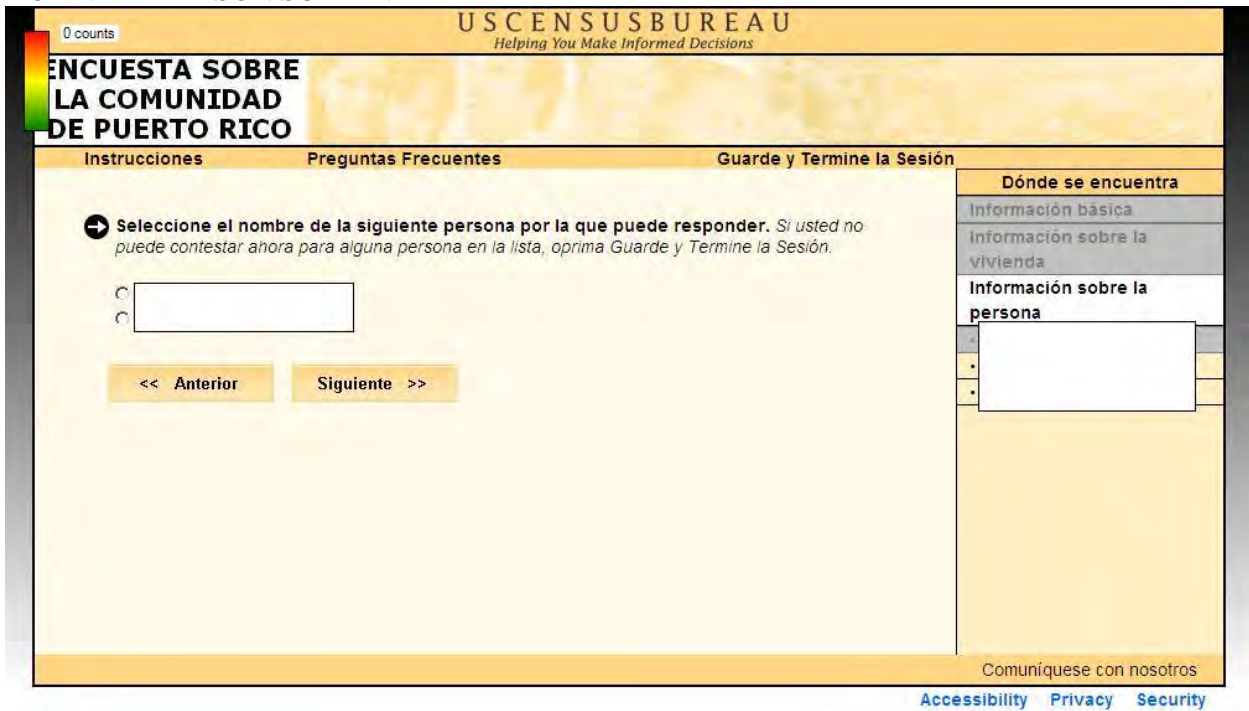 0 counts
USCENSUSBUREAU
Helping You Make Informed Decisions
ENCUESTA SOBRE
LA COMUNIDAD
DE PUERTO RICO
Instrucciones Preguntas Frecuentes Guarde y Termine la Sesión
Dónde se encuentra
Información básica
Información sobre la
vivienda
Información sobre la
persona
Seleccione el nombre de la siguiente persona por la que puede responder. Si usted no
puede contestar ahora para alguna persona en la lista, oprima Guarde y Termine la Sesión.
<< Anterior Siguiente >>
Comuníquese con nosotros
Accessibility Privacy Security